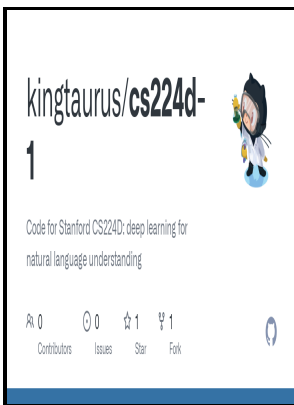 kingtaurus/cs224d-
1
Code for Stanford CS224D: deep learning for
natural language understanding
0 0 1 1
Contributors Issues Star Fork